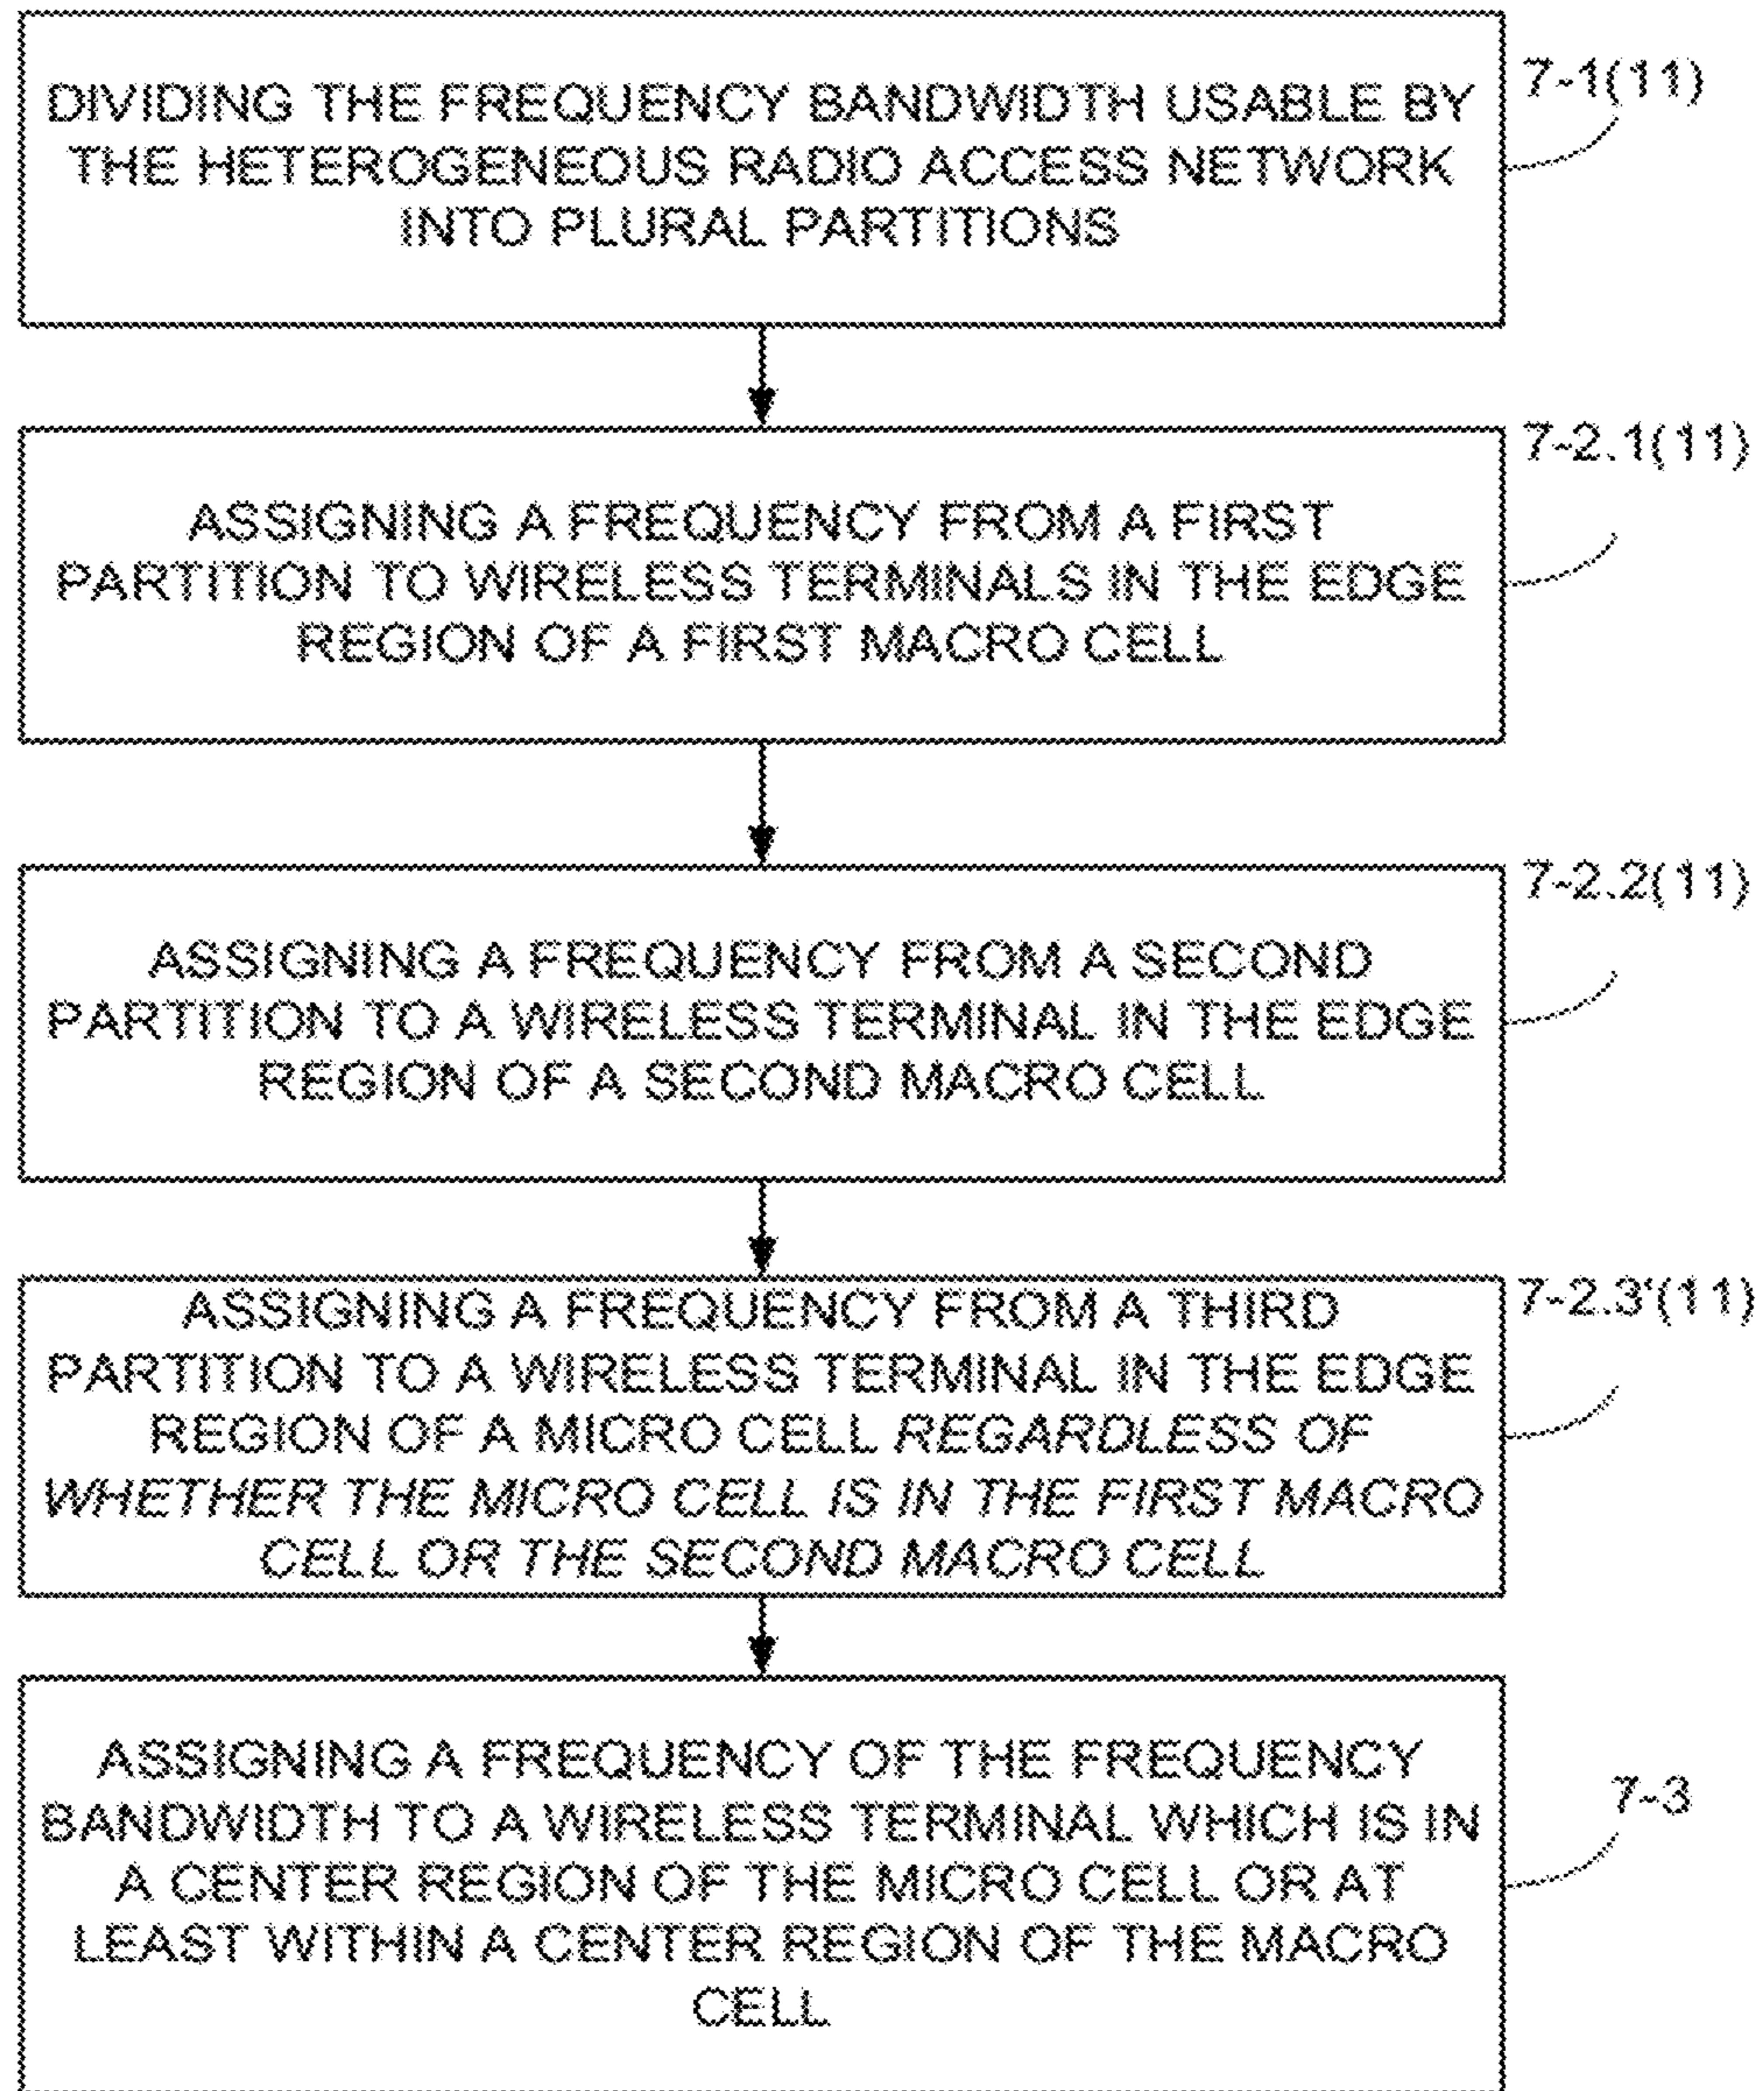 DIVIDING THE FREQUENCY BANDWIDTH USABLE BY
THE HETEROGENEOUS RADIO ACCESS NETWORK
INTO PLURAL PARTITIONS
7-1(11)
ASSIGNING A FREQUENCY FROM A FIRST
PARTITION TO WIRELESS TERMINALS IN THE EDGE
REGION OF A FIRST MACRO CELL
7-2.1(11)
ASSIGNING A FREQUENCY FROM A SECOND
PARTITION TO A WIRELESS TERMINAL IN THE EDGE
REGION OF A SECOND MACRO CELL
7-2.2(11)
ASSIGNING A FREQUENCY FROM A THIRD
PARTITION TO A WIRELESS TERMINAL IN THE EDGE
REGION OF A MICRO CELL REGARDLESS OF
WHETHER THE MICRO CELL IS IN THE FIRST MACRO
CELL OR THE SECOND MACRO CELL
7-2.3'(11)
ASSIGNING A FREQUENCY OF THE FREQUENCY
BANDWIDTH TO A WIRELESS TERMINAL WHICH IS IN
A CENTER REGION OF THE MICRO CELL OR AT
LEAST WITHIN A CENTER REGION OF THE MACRO
CELL
7-3